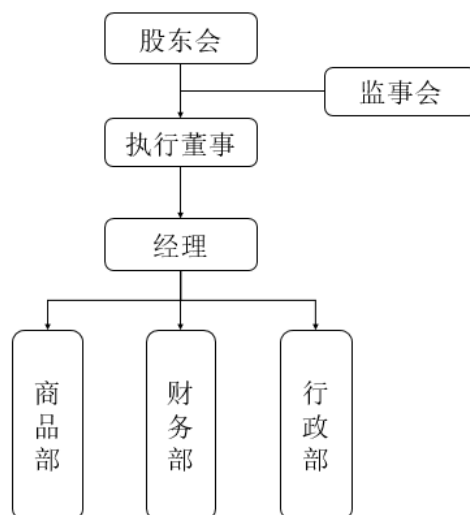 股东会
监事会
执行董事
经理
商品部
财务部
行政部